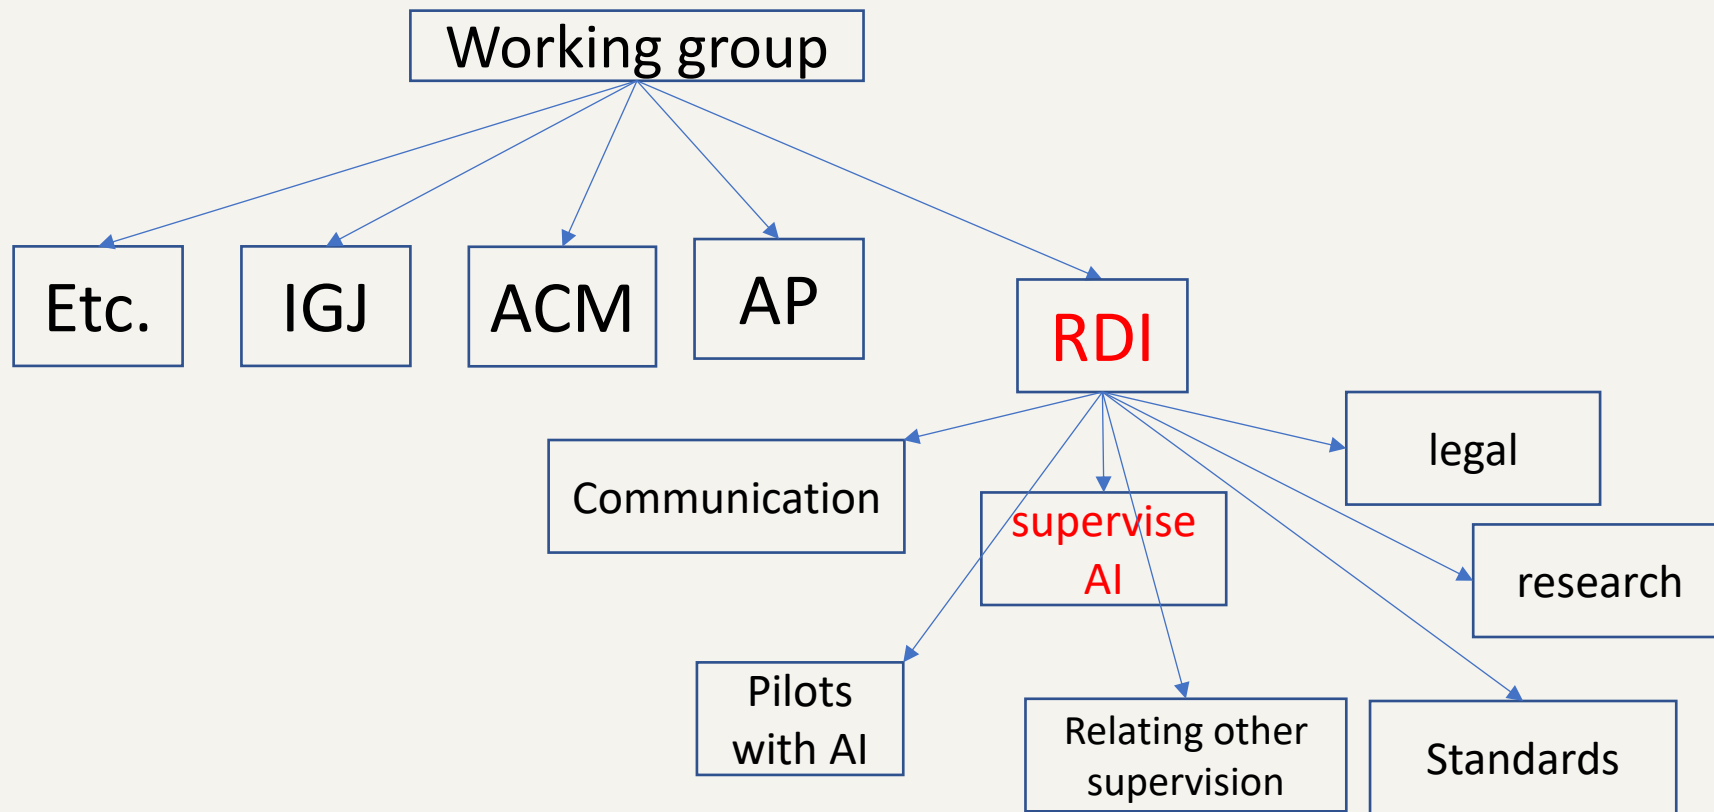 Working group
Etc.
IGJ
ACM
AP
RDI
Communication
supervise
AI
legal
research
Pilots
with AI
Relating other
supervision
Standards